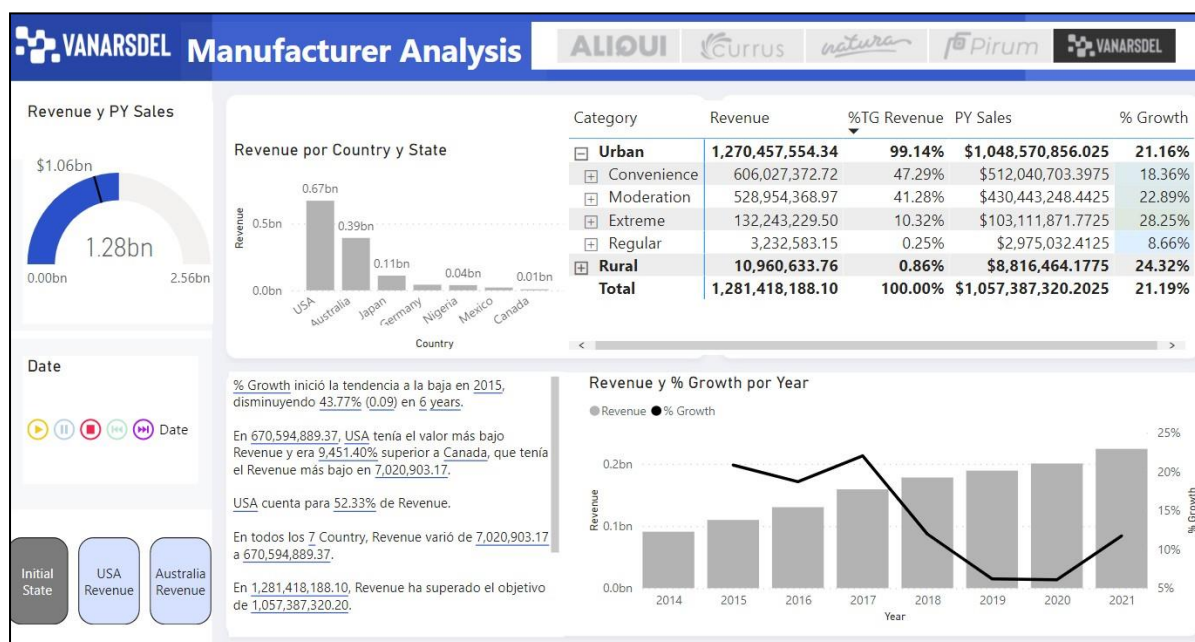 VANARSDEL Manufacturer Analysis
ALIQUI Currus natura Pirum VANARSDEL
Revenue y PY Sales
$1.06bn
1.28bn
0.00bn 2.56bn
Revenue por Country y State
0.67bn
0.5bn
0.39bn
0.11bn
0.04bn
0.01bn
0.0bn
Revenue
USA Australia Japan Germany Nigeria Mexico Canada
Country
Category Revenue %TG Revenue PY Sales % Growth
Urban 1,270,457,554.34 99.14% $1,048,570,856.025 21.16%
Convenience 606,027,372.72 47.29% $512,040,703.3975 18.36%
Moderation 528,954,368.97 41.28% $430,443,248.4425 22.89%
Extreme 132,243,229.50 10.32% $103,111,871.7725 28.25%
Regular 3,232,583.15 0.25% $2,975,032.4125 8.66%
Rural 10,960,633.76 0.86% $8,816,464.1775 24.32%
Total 1,281,418,188.10 100.00% $1,057,387,320.2025 21.19%
Date
Date
Initial
State
USA
Revenue
Australia
Revenue
% Growth inició la tendencia a la baja en 2015,
disminuyendo 43.77% (0.09) en 6 years.
En 670,594,889.37, USA tenía el valor más bajo
Revenue y era 9,451.40% superior a Canada, que tenía
el Revenue más bajo en 7,020,903.17.
USA cuenta para 52.33% de Revenue.
En todos los 7 Country, Revenue varió de 7,020,903.17
a 670,594,889.37.
En 1,281,418,188.10, Revenue ha superado el objetivo
de 1,057,387,320.20.
Revenue y % Growth por Year
Revenue % Growth
25%
0.2bn 20%
15%
0.1bn
10%
0.0bn 5%
Revenue
% Growth
2014 2015 2016 2017 2018 2019 2020 2021
Year